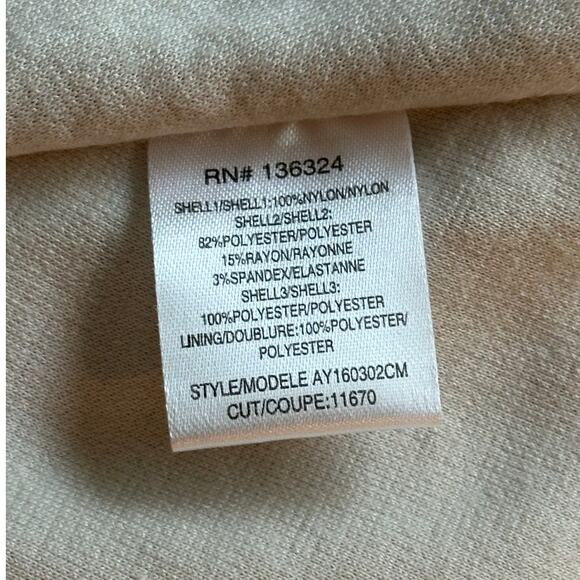 RN# 136324
SHELL1/SHELL1:100%NYLON/NYLON
SHELL2/SHELL2:
82%POLYESTER/POLYESTER
15%RAYON/RAYONNE
3%SPANDEX/ELASTANNE
SHELL3/SHELL3:
100%POLYESTER/POLYESTER
LINING/DOUBLURE:100%POLYESTER/
POLYESTER
STYLE/MODELE AY160302CM
CUT/COUPE:11670